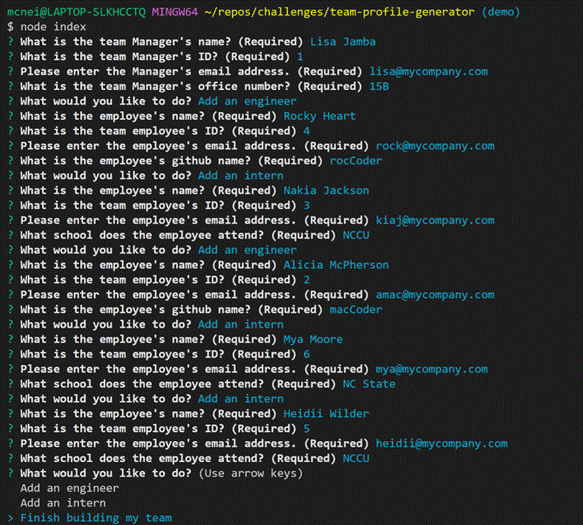 mcnei@LAPTOP-SLKHCCTQ MINGW64 ~/repos/challenges/team-profile-generator (demo)
$ node index
? What is the team Manager's name? (Required) Lisa Jamba
? What is the team Manager's ID? (Required) 1
? Please enter the Manager's email address. (Required) lisa@mycompany.com
? What is the team Manager's office number? (Required) 15B
? What would you like to do? Add an engineer
? What is the employee's name? (Required) Rocky Heart
? What is the team employee's ID? (Required) 4
? Please enter the employee's email address. (Required) rock@mycompany.com
? What is the employee's github name? (Required) rocCoder
? What would you like to do? Add an intern
? What is the employee's name? (Required) Nakia Jackson
? What is the team employee's ID? (Required) 3
? Please enter the employee's email address. (Required) kiaj@mycompany.com
? What school does the employee attend? (Required) NCCU
? What would you like to do? Add an engineer
? What is the employee's name? (Required) Alicia McPherson
? What is the team employee's ID? (Required) 2
? Please enter the employee's email address. (Required) amac@mycompany.com
? What is the employee's github name? (Required) macCoder
? What would you like to do? Add an intern
? What is the employee's name? (Required) Mya Moore
? What is the team employee's ID? (Required) 6
? Please enter the employee's email address. (Required) mya@mycompany.com
? What school does the employee attend? (Required) NC State
? What would you like to do? Add an intern
? What is the employee's name? (Required) Heidii Wilder
? What is the team employee's ID? (Required) 5
? Please enter the employee's email address. (Required) heidii@mycompany.com
? What school does the employee attend? (Required) NCCU
? What would you like to do? (Use arrow keys)
Add an engineer
Add an intern
> Finish building my team